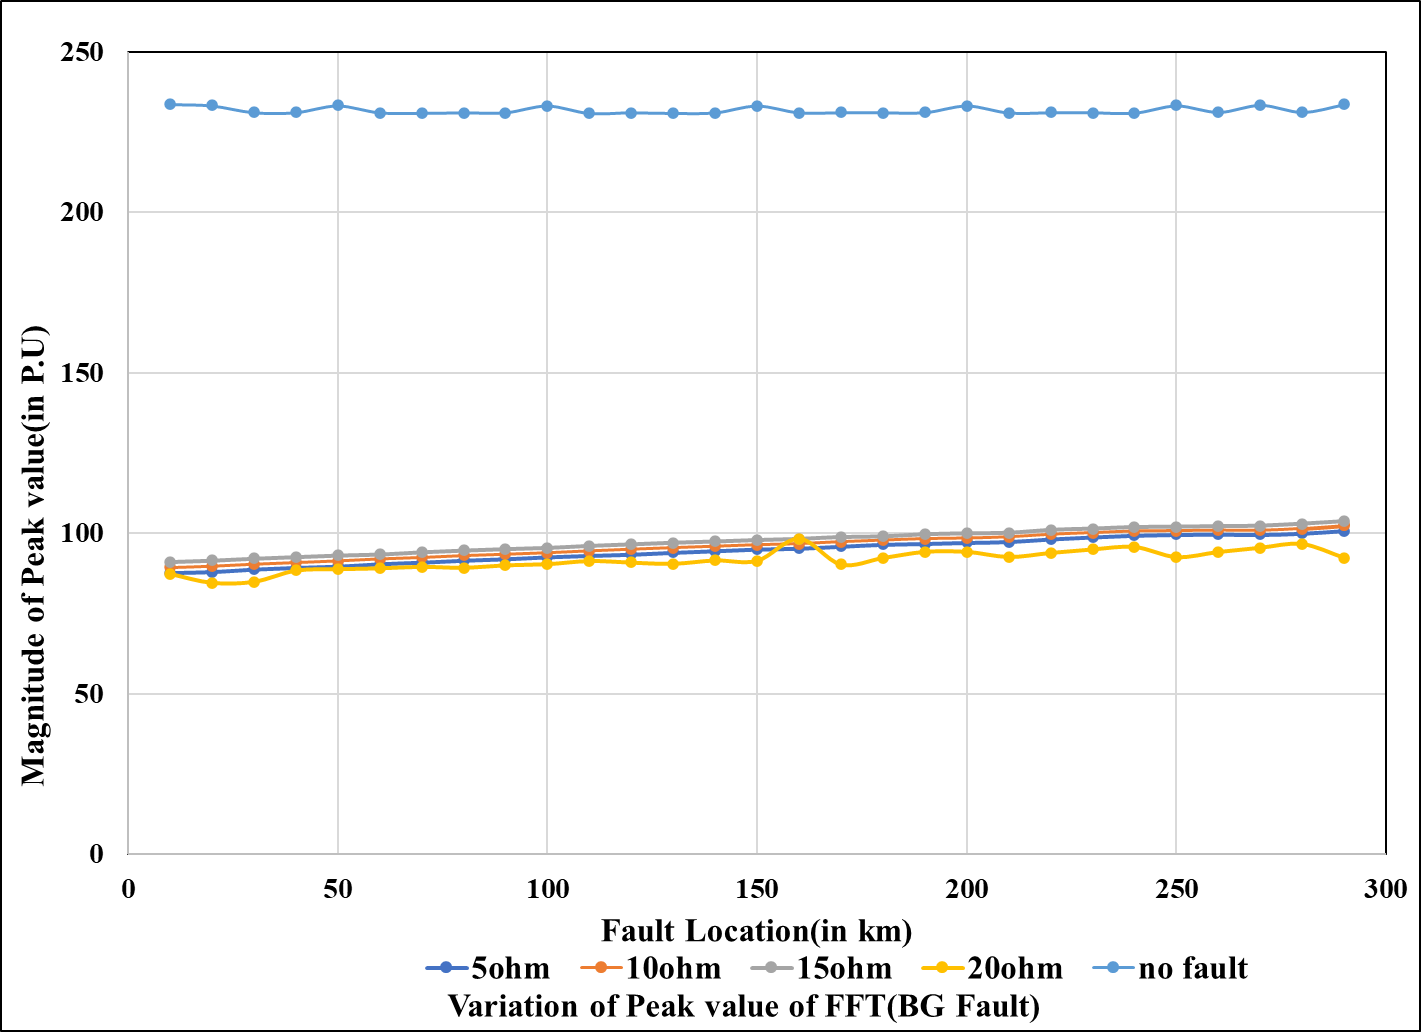 250
200
150
100
50
0
Magnitude of Peak value(in P.U)
0 50 100 150 200 250 300
Fault Location(in km)
5ohm 10ohm 15ohm 20ohm no fault
Variation of Peak value of FFT(BG Fault)